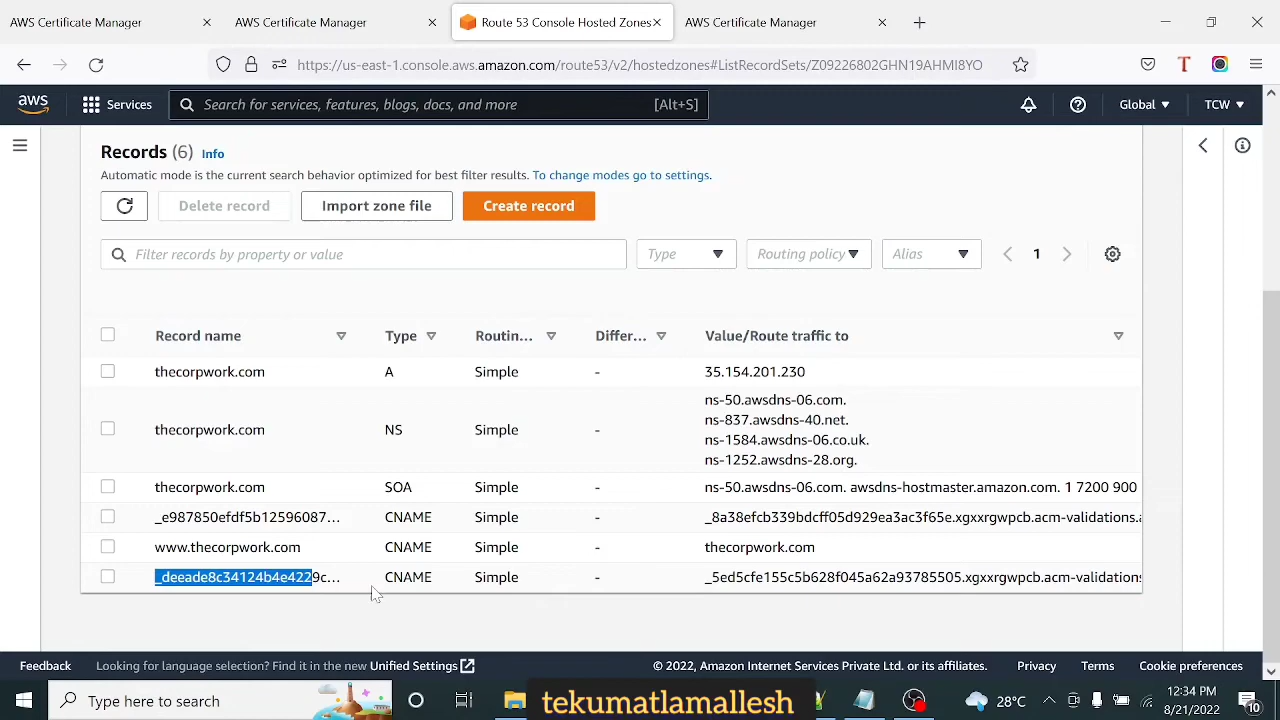 AWS Certificate Manager
AWS Certificate Manager
Route 53 Console Hosted Zones
AWS Certificate Manager
https://us-east-1.console.aws.amazon.com/route53/v2/hostedzones#ListRecordSets/Z09226802GHN19AHMI8YO
aws
Services
Search for services, features, blogs, docs, and more
[Alt+S]
Global
TCW
Records (6) Info
Automatic mode is the current search behavior optimized for best filter results. To change modes go to settings.
Delete record
Import zone file
Create record
Filter records by property or value
Type
Routing policy
Alias
1
Record name
Type
Routin...
Differ...
Value/Route traffic to
thecorpwork.com A Simple - 35.154.201.230
thecorpwork.com NS Simple - ns-50.awsdns-06.com.
ns-837.awsdns-40.net.
ns-1584.awsdns-06.co.uk.
ns-1252.awsdns-28.org.
thecorpwork.com SOA Simple - ns-50.awsdns-06.com. awsdns-hostmaster.amazon.com. 1 7200 900
_e987850efdf5b12596087... CNAME Simple - _8a38efcb339bdcff05d929ea3ac3f65e.xgxxrgwpcb.acm-validations.a
www.thecorpwork.com CNAME Simple - thecorpwork.com
_deeade8c34124b4e4229c... CNAME Simple - _5ed5cfe155c5b628f045a62a93785505.xgxxrgwpcb.acm-validations
Feedback
Looking for language selection? Find it in the new Unified Settings
© 2022, Amazon Internet Services Private Ltd. or its affiliates.
Privacy
Terms
Cookie preferences
Type here to search
tekumatlamallesh
28°C
12:34 PM
8/21/2022
10